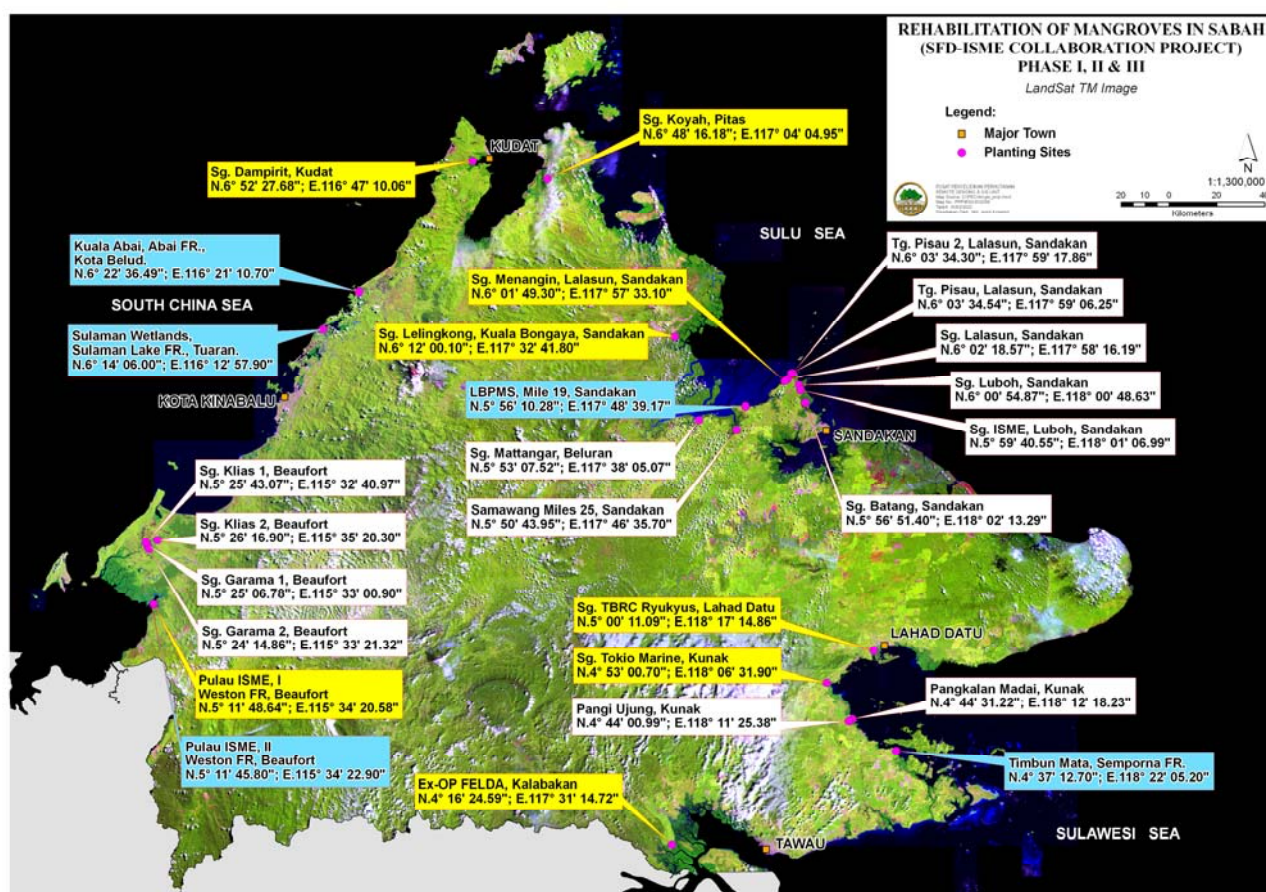 REHABILITATION OF MANGROVES IN SABAH
(SFD-ISME COLLABORATION PROJECT)
PHASE I, II & III
LandSat TM Image
Legend:
Major Town
Planting Sites
N
1:1,300,000
20 10 0 20 40
Kilometers
Sg. Koyah, Pitas
N.6° 48' 16.18"; E.117° 04' 04.95"
KUDAT
Sg. Dampirit, Kudat
N.6° 52' 27.68"; E.116° 47' 10.06"
SULU SEA
Kuala Abai, Abai FR.,
Kota Belud.
N.6° 22' 36.49"; E.116° 21' 10.70"
SOUTH CHINA SEA
Sulaman Wetlands,
Sulaman Lake FR., Tuaran.
N.6° 14' 06.00"; E.116° 12' 57.90"
KOTA KINABALU
Tg. Pisau 2, Lalasun, Sandakan
N.6° 03' 34.30"; E.117° 59' 17.86"
Sg. Menangin, Lalasun, Sandakan
N.6° 01' 49.30"; E.117° 57' 33.10"
Tg. Pisau, Lalasun, Sandakan
N.6° 03' 34.54"; E.117° 59' 06.25"
Sg. Lelingkong, Kuala Bongaya, Sandakan
N.6° 12' 00.10"; E.117° 32' 41.80"
Sg. Lalasun, Sandakan
N.6° 02' 18.57"; E.117° 58' 16.19"
LBPMS, Mile 19, Sandakan
N.5° 56' 10.28"; E.117° 48' 39.17"
Sg. Luboh, Sandakan
N.6° 00' 54.87"; E.118° 00' 48.63"
SANDAKAN
Sg. ISME, Luboh, Sandakan
N.5° 59' 40.55"; E.118° 01' 06.99"
Sg. Mattangar, Beluran
N.5° 53' 07.52"; E.117° 38' 05.07"
Samawang Miles 25, Sandakan
N.5° 50' 43.95"; E.117° 46' 35.70"
Sg. Batang, Sandakan
N.5° 56' 51.40"; E.118° 02' 13.29"
Sg. Klias 1, Beaufort
N.5° 25' 43.07"; E.115° 32' 40.97"
Sg. Klias 2, Beaufort
N.5° 26' 16.90"; E.115° 35' 20.30"
Sg. Garama 1, Beaufort
N.5° 25' 06.78"; E.115° 33' 00.90"
Sg. Garama 2, Beaufort
N.5° 24' 14.86"; E.115° 33' 21.32"
Pulau ISME, I
Weston FR, Beaufort
N.5° 11' 48.64"; E.115° 34' 20.58"
Pulau ISME, II
Weston FR, Beaufort
N.5° 11' 45.80"; E.115° 34' 22.90"
Sg. TBRC Ryukyus, Lahad Datu
N.5° 00' 11.09"; E.118° 17' 14.86"
LAHAD DATU
Sg. Tokio Marine, Kunak
N.4° 53' 00.70"; E.118° 06' 31.90"
Pangi Ujung, Kunak
N.4° 44' 00.99"; E.118° 11' 25.38"
Pangkalan Madai, Kunak
N.4° 44' 31.22"; E.118° 12' 18.23"
Timbun Mata, Semporna FR.
N.4° 37' 12.70"; E.118° 22' 05.20"
Ex-OP FELDA, Kalabakan
N.4° 16' 24.59"; E.117° 31' 14.72"
TAWAU
SULAWESI SEA